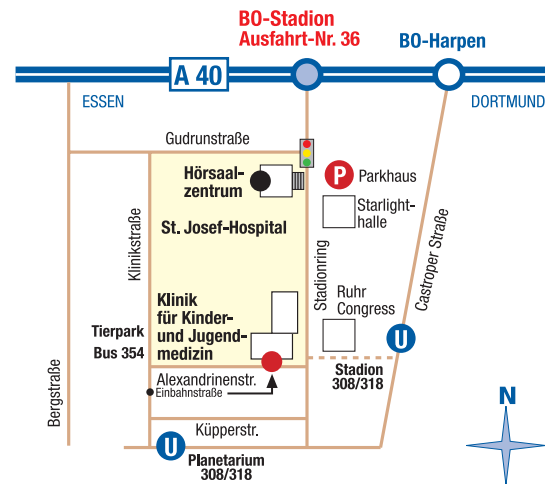 BO-Stadion
Ausfahrt-Nr. 36
BO-Harpen
A 40
ESSEN
DORTMUND
Gudrunstraße
Hörsaal-
zentrum
P
Parkhaus
Starlight-
halle
St. Josef-Hospital
Klinikstraße
Stadionring
Castroper Straße
Klinik
für Kinder-
und Jugend-
medizin
Ruhr
Congress
Tierpark
Bus 354
U
Stadion
308/318
Bergstraße
Alexandrinenstr.
Einbahnstraße
Küpperstr.
U
Planetarium
308/318
N